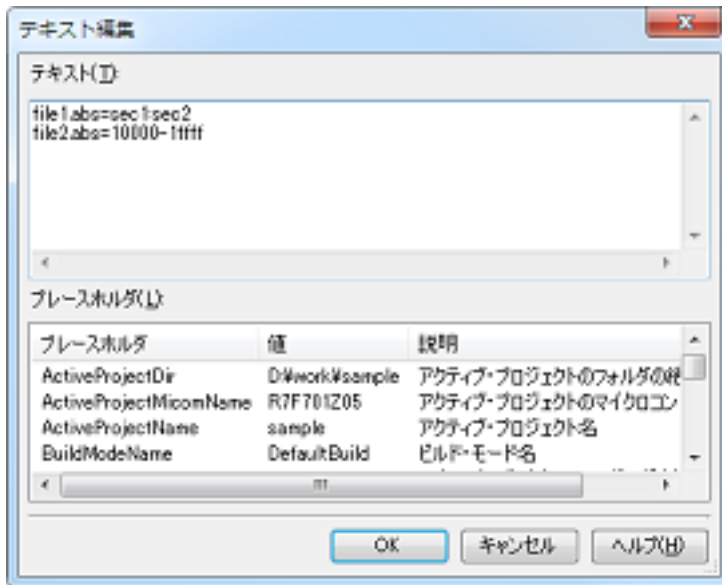 テキスト編集
テキスト(T):
file1.abs=sec1:sec2
file2.abs=10000-1ffff
プレースホルダ(L):
プレースホルダ 値 説明
ActiveProjectDir D:¥work¥sample アクティブ・プロジェクトのフォルダの絶
ActiveProjectMicomName R7F701Z05 アクティブ・プロジェクトのマイクロコン
ActiveProjectName sample アクティブ・プロジェクト名
BuildModeName DefaultBuild ビルド・モード名
OK キャンセル ヘルプ(H)